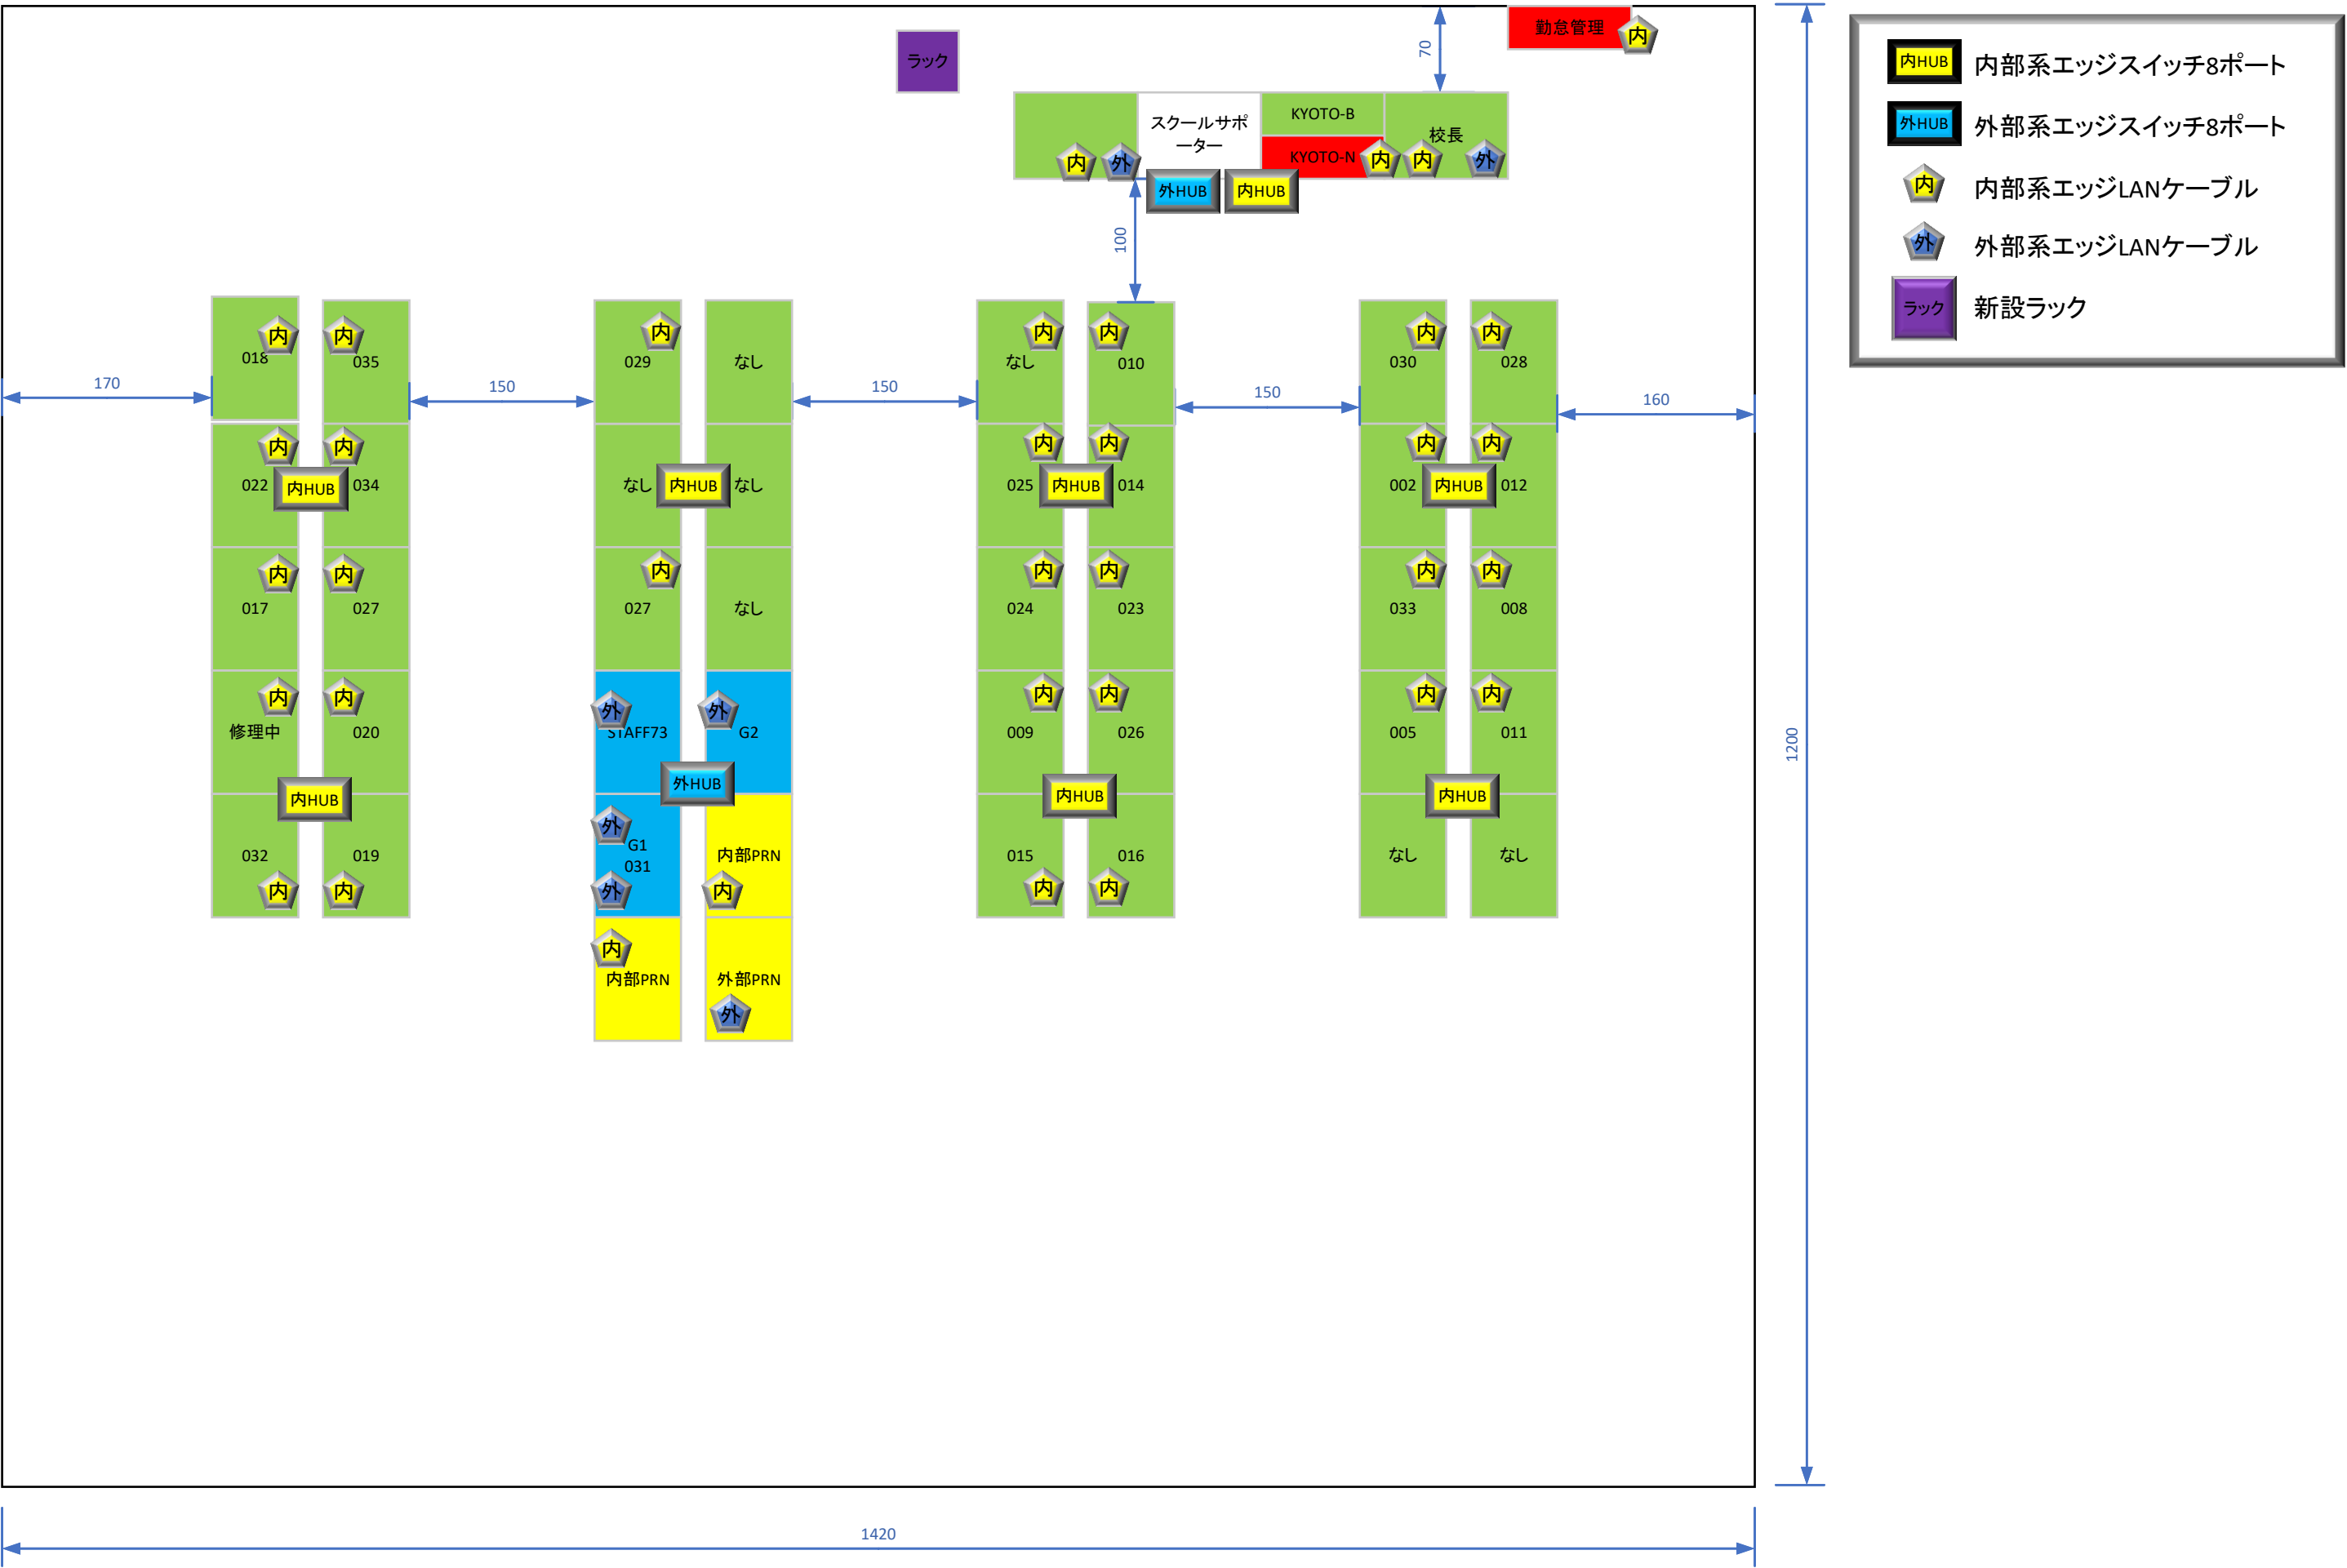 勤怠管理
内
70
ラック
スクールサポ
ーター
KYOTO-B
KYOTO-N
校長
内
外
内
内
外
外HUB
内HUB
100
内HUB
内部系エッジスイッチ8ポート
外HUB
外部系エッジスイッチ8ポート
内
内部系エッジLANケーブル
外
外部系エッジLANケーブル
ラック
新設ラック
170
150
150
150
160
内
018
内
035
内
022
内
034
内HUB
内
017
内
027
内
修理中
内
020
内HUB
032
内
019
内
内
029
なし
なし
内HUB
なし
内
027
なし
外
STAFF73
外
G2
外HUB
外
G1
031
外
内部PRN
内
内
内部PRN
外部PRN
外
内
なし
内
010
内
025
内
014
内HUB
内
024
内
023
内
009
内
026
内HUB
015
内
016
内
内
030
内
028
内
002
内
012
内HUB
内
033
内
008
内
005
内
011
内HUB
なし
なし
1200
1420